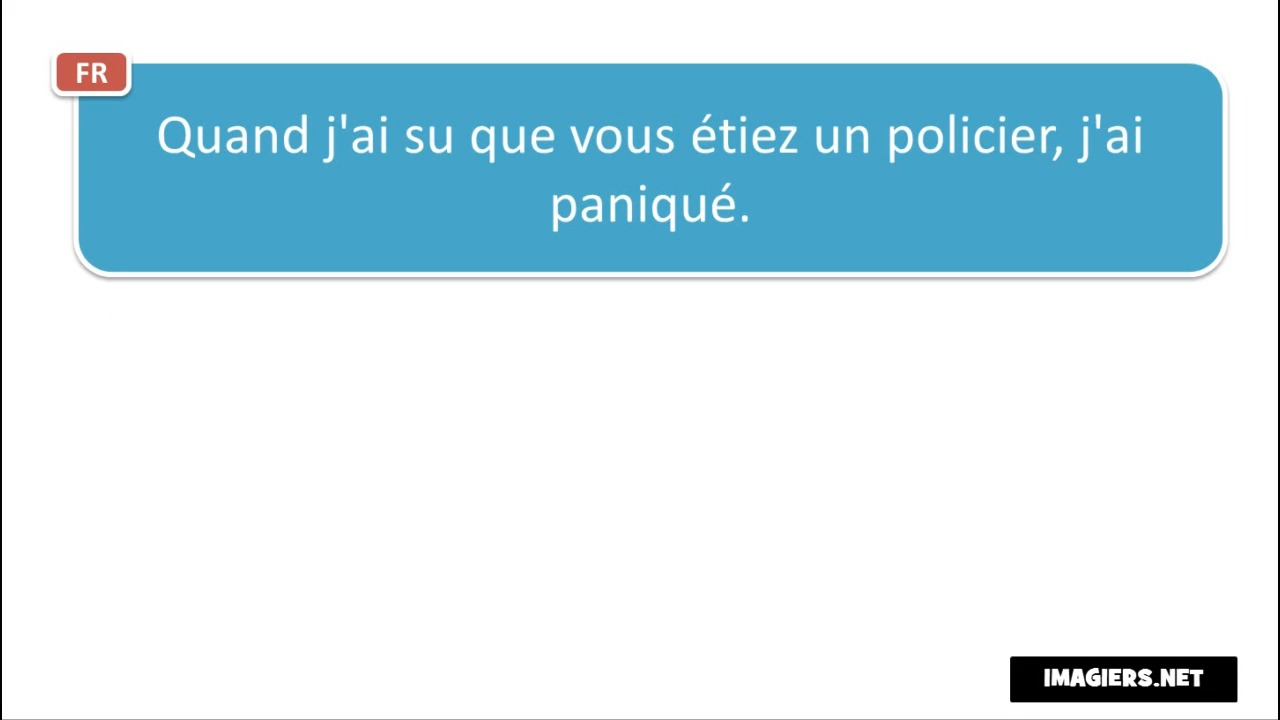 FR
Quand j'ai su que vous étiez un policier, j'ai
paniqué.
IMAGIERS.NET